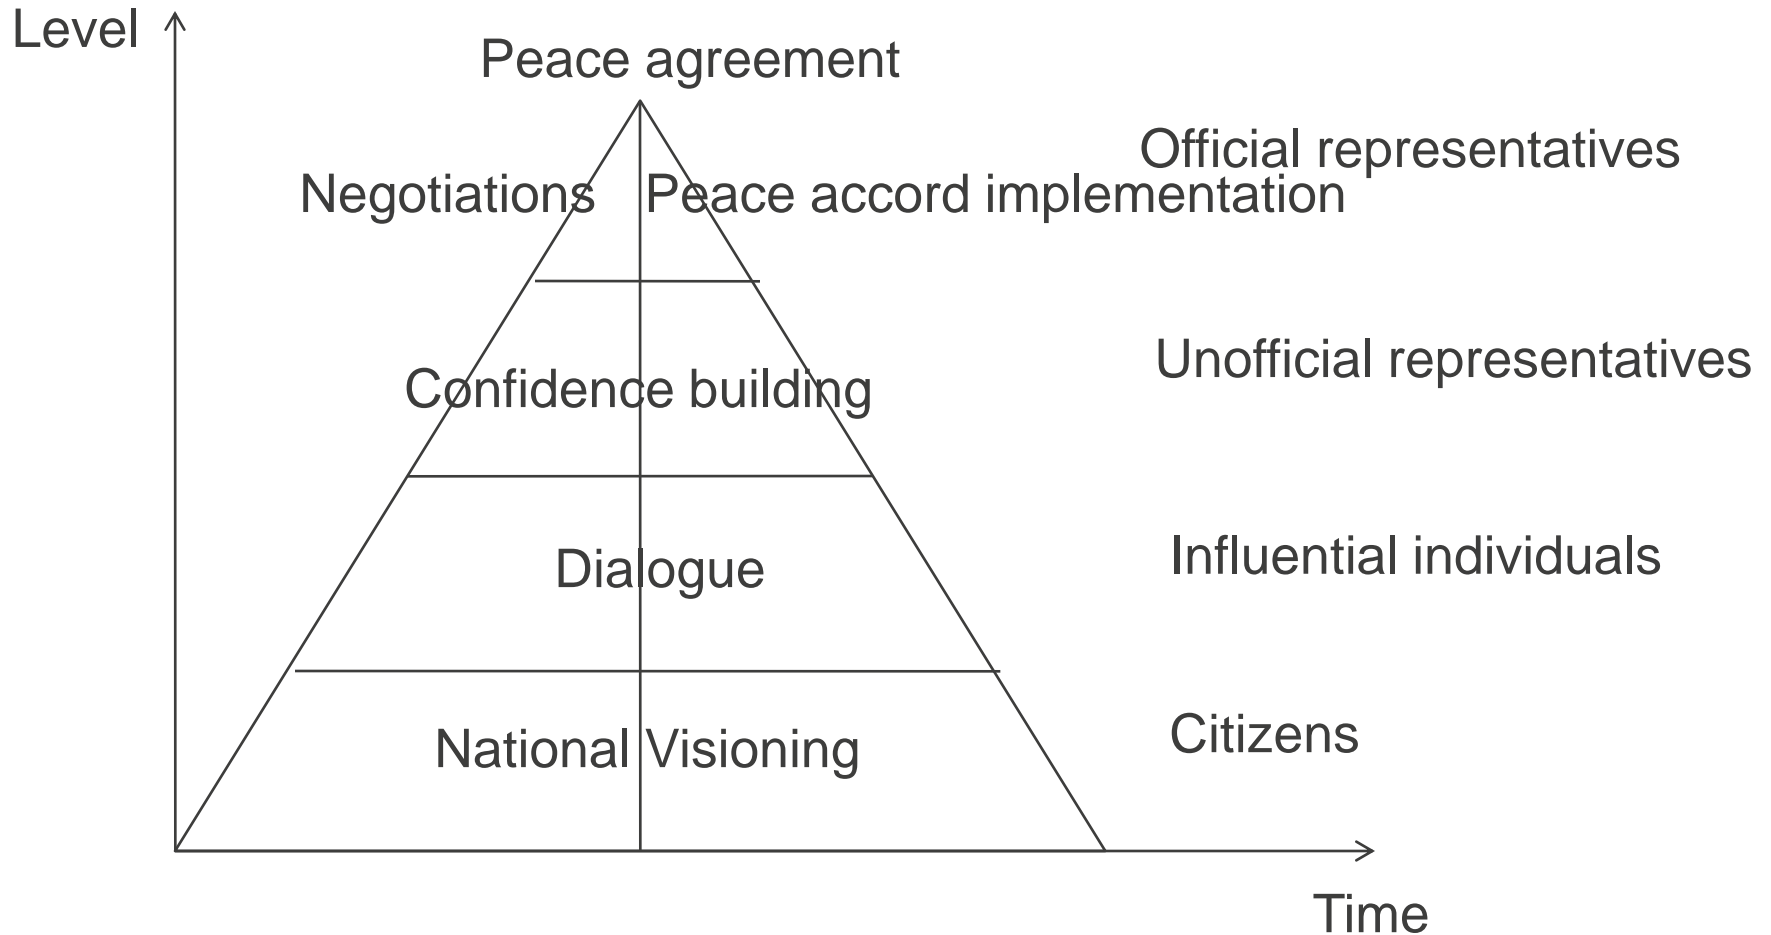 Level
Peace agreement
Official representatives
Negotiations
Peace accord implementation
Unofficial representatives
Confidence building
Influential individuals
Dialogue
Citizens
National Visioning
Time